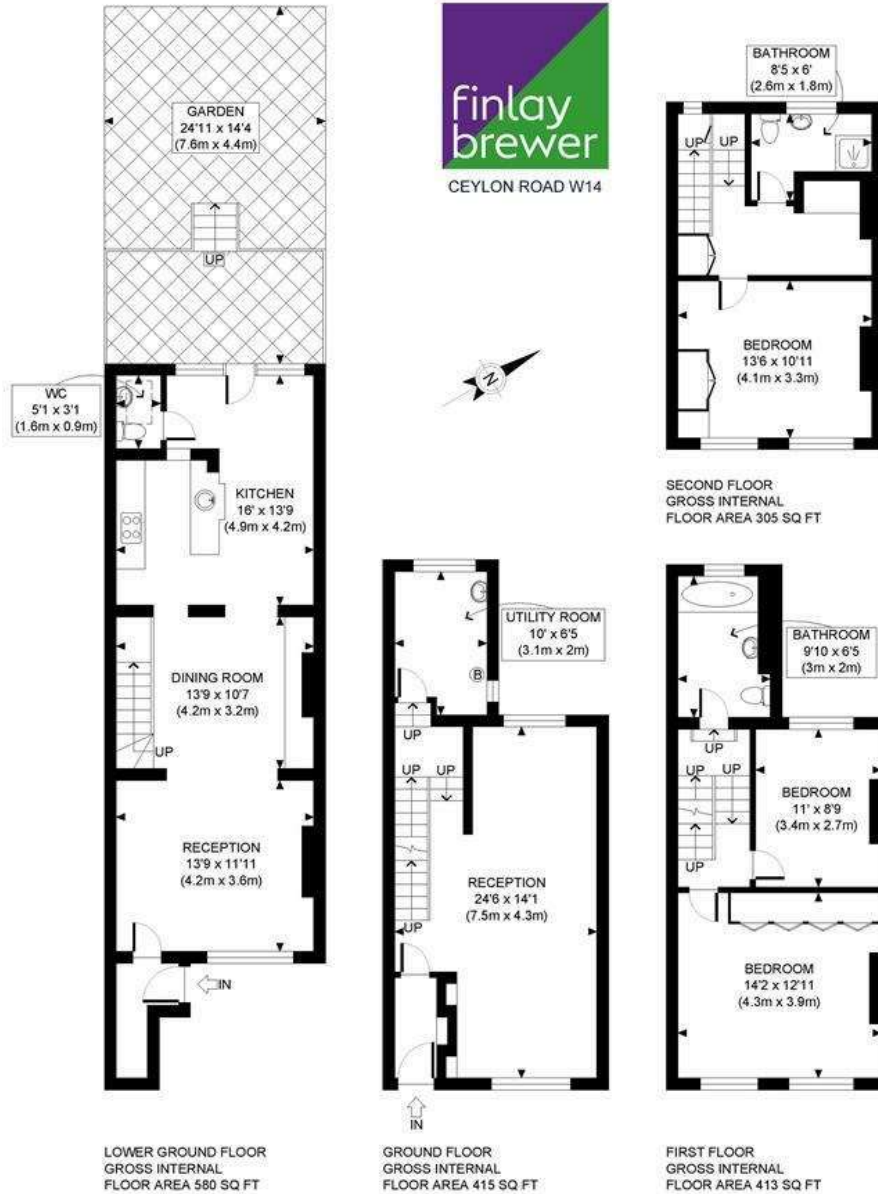 finlay
brewer
CEYLON ROAD W14
GARDEN
24'11 x 14'4
(7.6m x 4.4m)
UP
WC
5'1 x 3'1
(1.6m x 0.9m)
KITCHEN
16' x 13'9
(4.9m x 4.2m)
DINING ROOM
13'9 x 10'7
(4.2m x 3.2m)
UP
RECEPTION
13'9 x 11'11
(4.2m x 3.6m)
IN
LOWER GROUND FLOOR
GROSS INTERNAL
FLOOR AREA 580 SQ FT
N
UTILITY ROOM
10' x 6'5
(3.1m x 2m)
B
UP
UP UP
RECEPTION
24'6 x 14'1
(7.5m x 4.3m)
UP
IN
GROUND FLOOR
GROSS INTERNAL
FLOOR AREA 415 SQ FT
BATHROOM
8'5 x 6'
(2.6m x 1.8m)
UP UP
BEDROOM
13'6 x 10'11
(4.1m x 3.3m)
SECOND FLOOR
GROSS INTERNAL
FLOOR AREA 305 SQ FT
BATHROOM
9'10 x 6'5
(3m x 2m)
UP
UP UP
BEDROOM
11' x 8'9
(3.4m x 2.7m)
UP
BEDROOM
14'2 x 12'11
(4.3m x 3.9m)
FIRST FLOOR
GROSS INTERNAL
FLOOR AREA 413 SQ FT